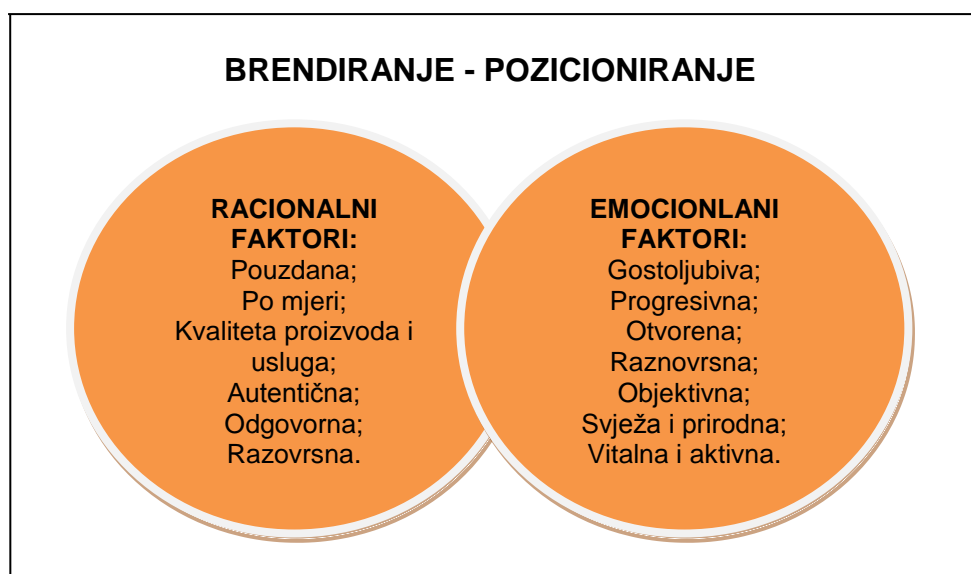 BRENDIRANJE - POZICIONIRANJE
RACIONALNI
FAKTORI:
Pouzdana;
Po mjeri;
Kvaliteta proizvoda i
usluga;
Autentična;
Odgovorna;
Razovrsna.
EMOCIONLANI
FAKTORI:
Gostoljubiva;
Progresivna;
Otvorena;
Raznovrsna;
Objektivna;
Svježa i prirodna;
Vitalna i aktivna.